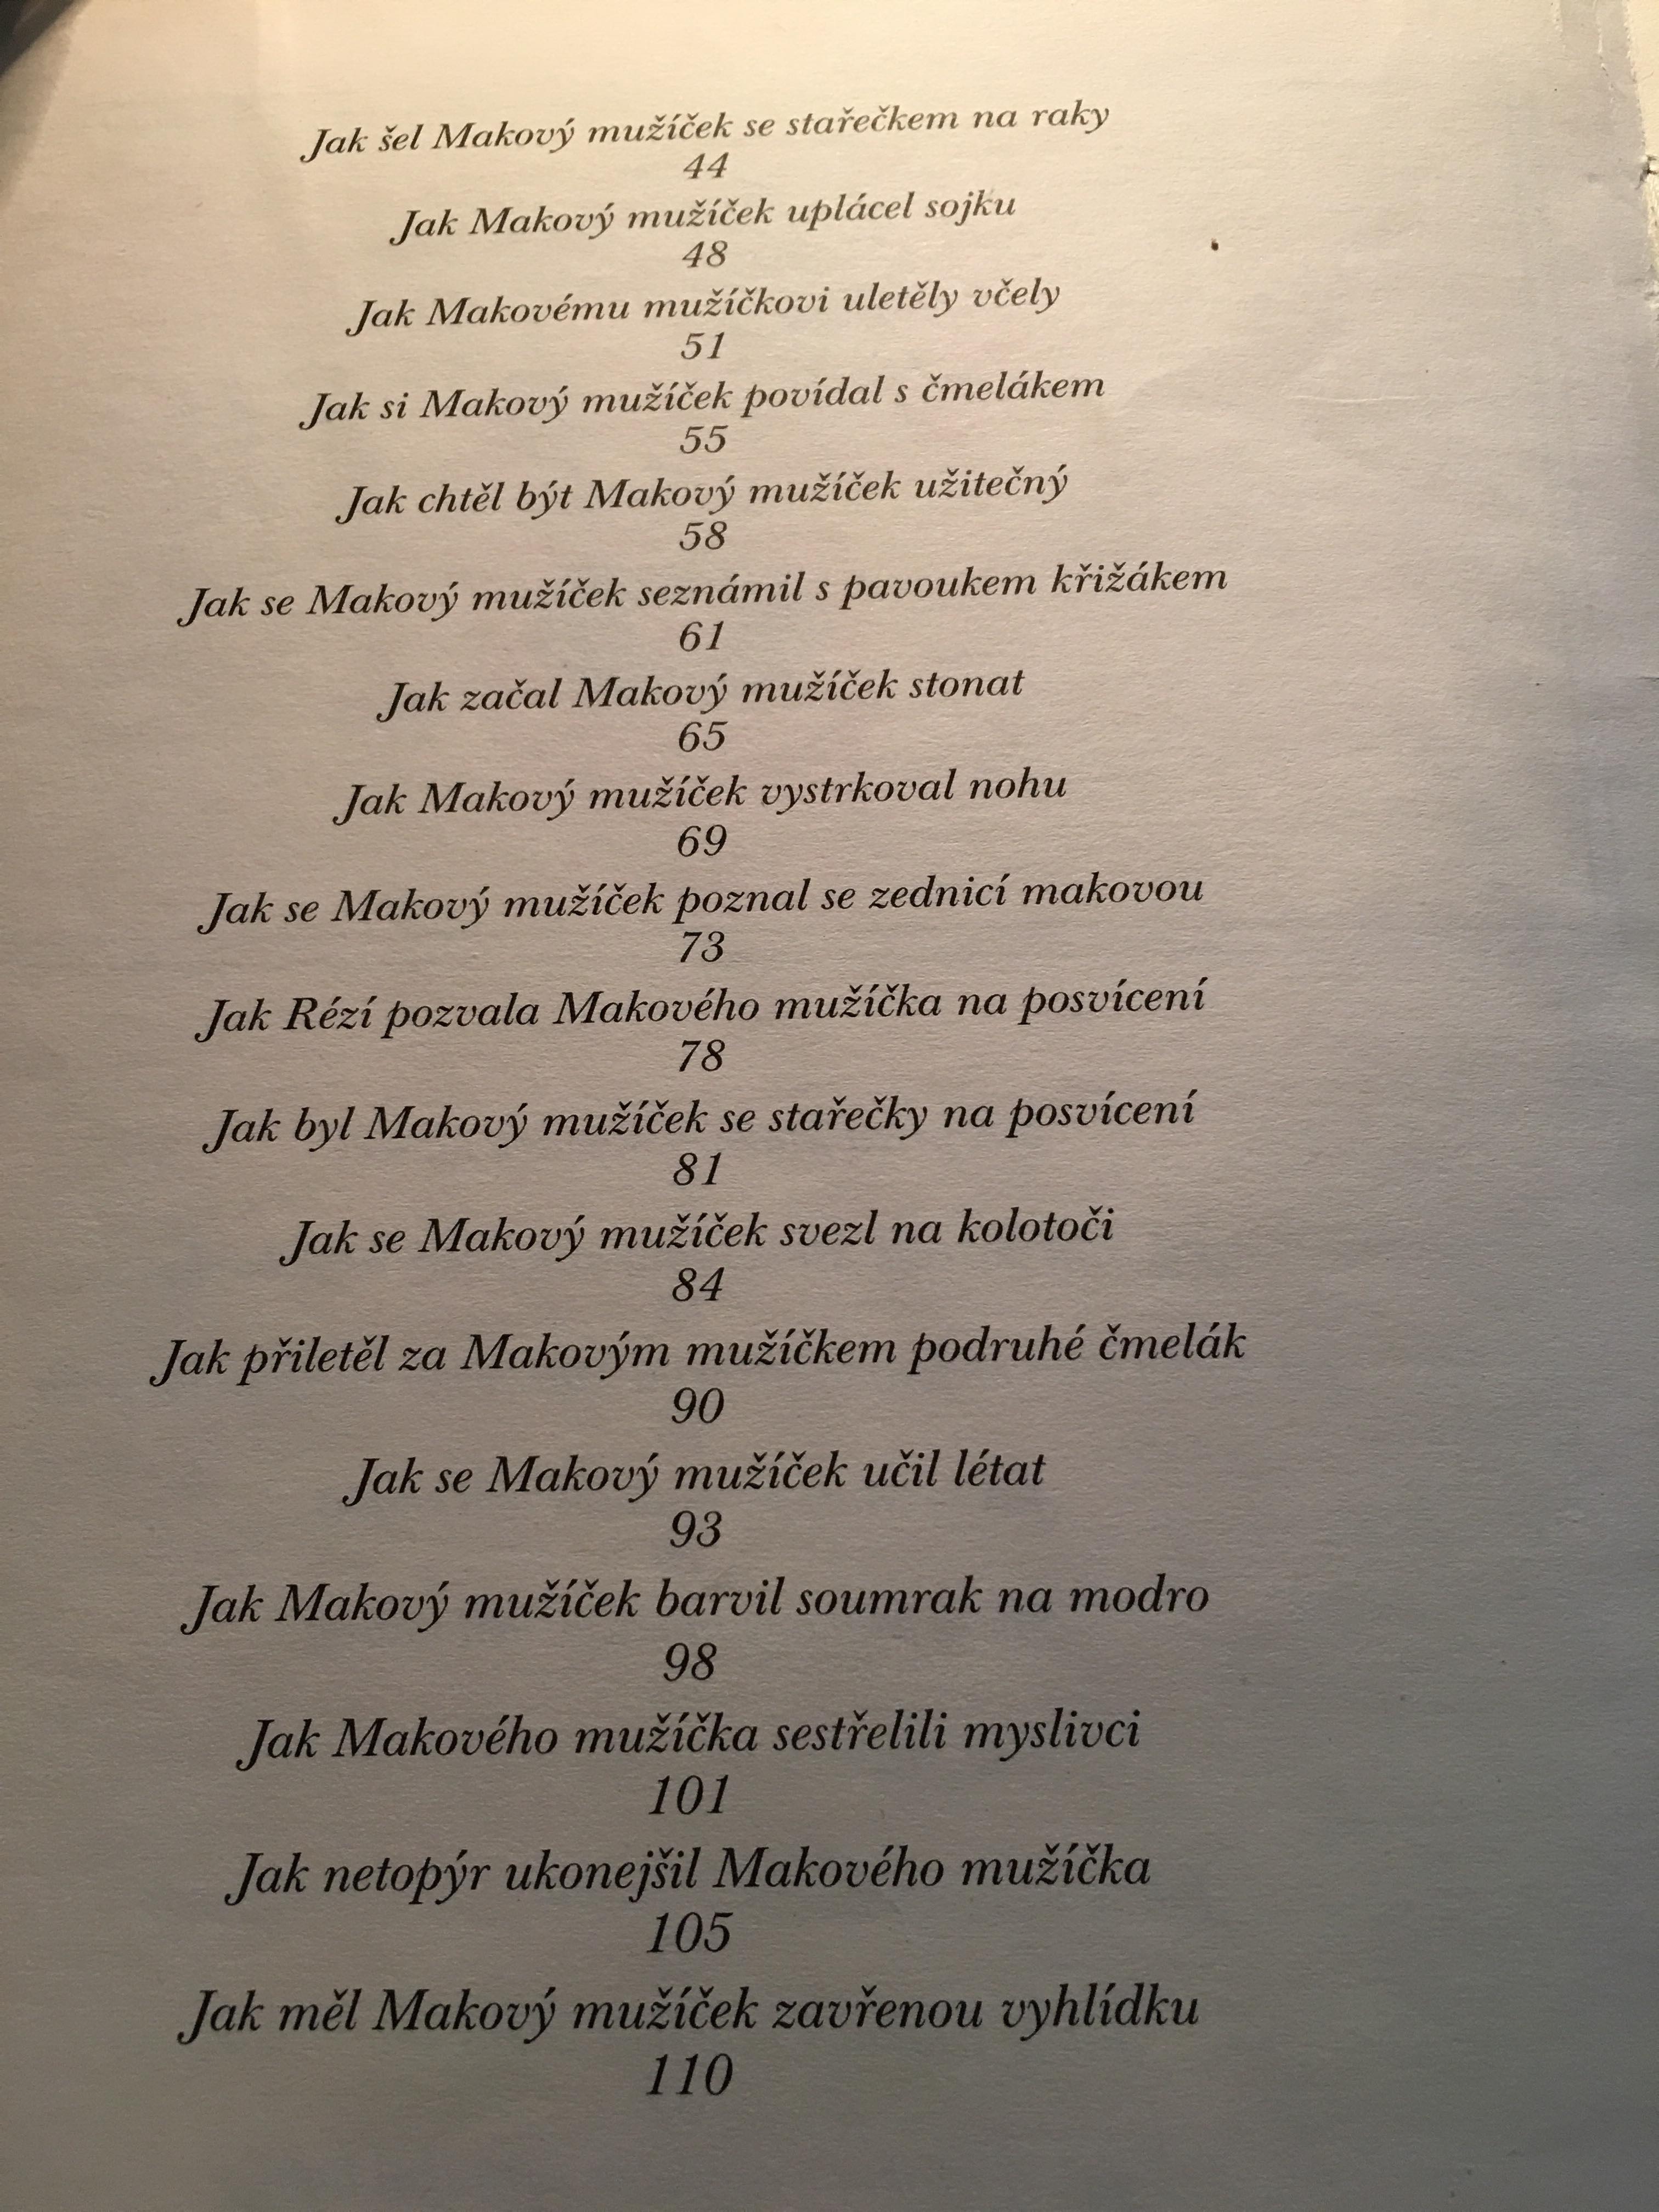 Jak šel Makový mužíček se stařečkem na raky
44
Jak Makový mužíček uplácel sojku
48
Jak Makovému mužíčkovi uletěly včely
51
Jak si Makový mužíček povídal s čmelákem
55
Jak chtěl být Makový mužíček užitečný
58
Jak se Makový mužíček seznámil s pavoukem křižákem
61
Jak začal Makový mužíček stonat
65
Jak Makový mužíček vystrkoval nohu
69
Jak se Makový mužíček poznal se zednicí makovou
73
Jak Rézí pozvala Makového mužíčka na posvícení
78
Jak byl Makový mužíček se stařečky na posvícení
81
Jak se Makový mužíček svezl na kolotoči
84
Jak přiletěl za Makovým mužíčkem podruhé čmelák
90
Jak se Makový mužíček učil létat
93
Jak Makový mužíček barvil soumrak na modro
98
Jak Makového mužíčka sestřelili myslivci
101
Jak netopýr ukonejšil Makového mužíčka
105
Jak měl Makový mužíček zavřenou vyhlídku
110